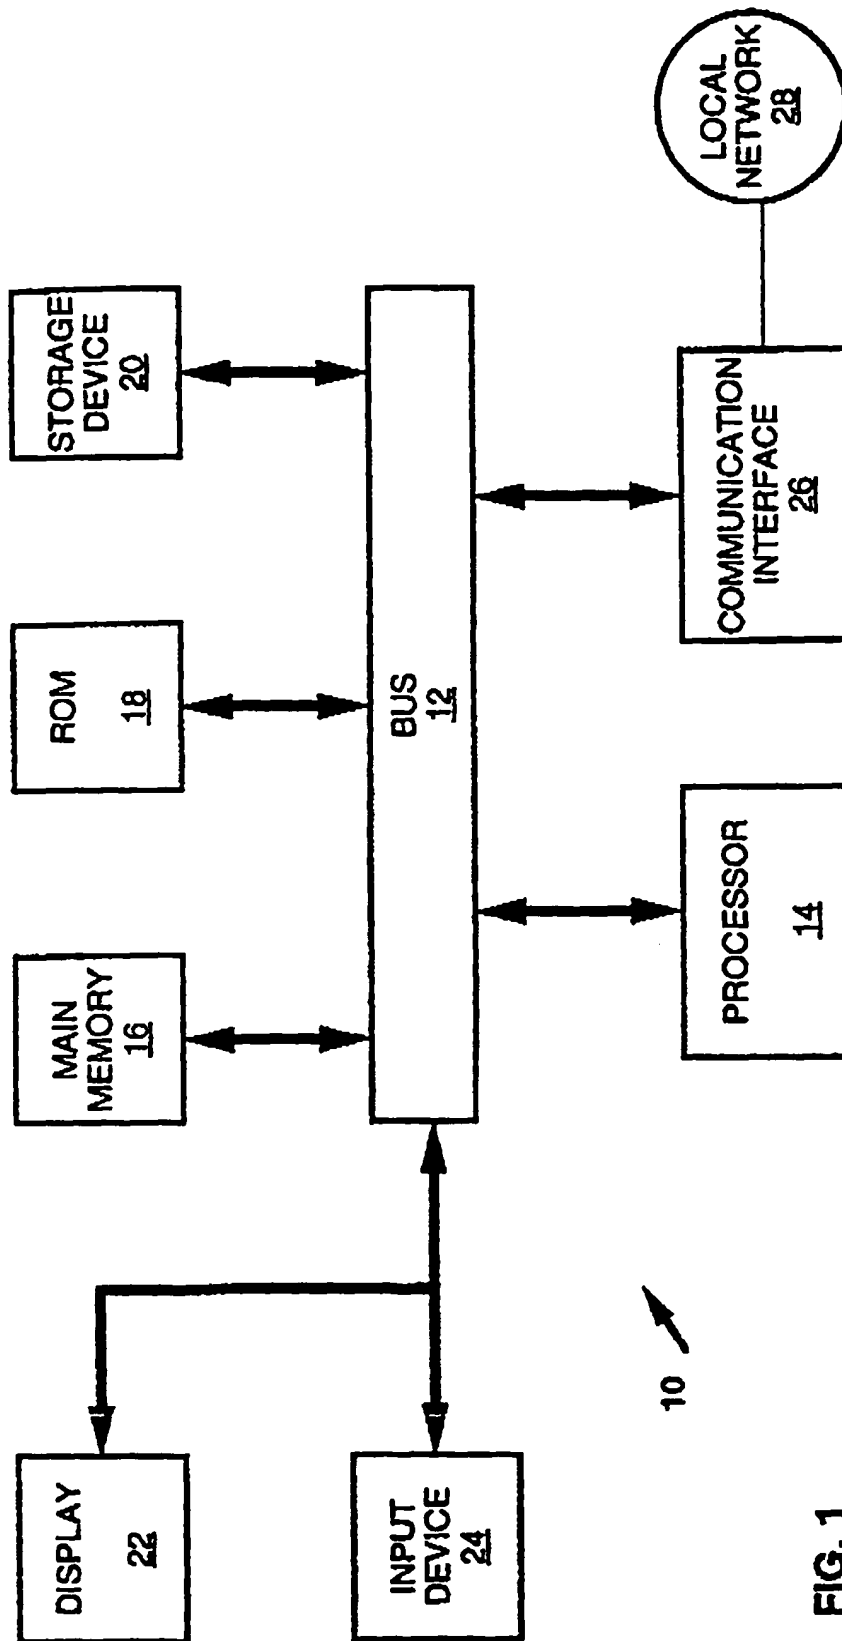 DISPLAY
22
INPUT
DEVICE
24
MAIN
MEMORY
16
ROM
18
STORAGE
DEVICE
20
BUS
12
PROCESSOR
14
COMMUNICATION
INTERFACE
26
LOCAL
NETWORK
28
10
FIG. 1